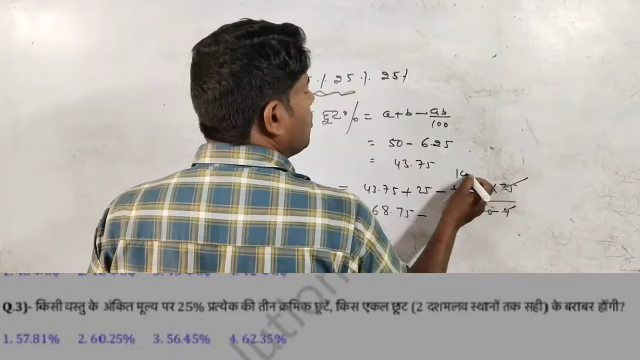 % 25% 25%
छूट% = a+b-ab/100
= 50 - 6.25
= 43.75
= 43.75 + 25 -
68.75 -
Q.3)- किसी वस्तु के अंकित मूल्य पर 25% प्रत्येक की तीन क्रमिक छूटें, किस एकल छूट (2 दशमलव स्थानों तक सही) के बराबर होंगी?
1. 57.81% 2. 60.25% 3. 56.45% 4. 62.35%